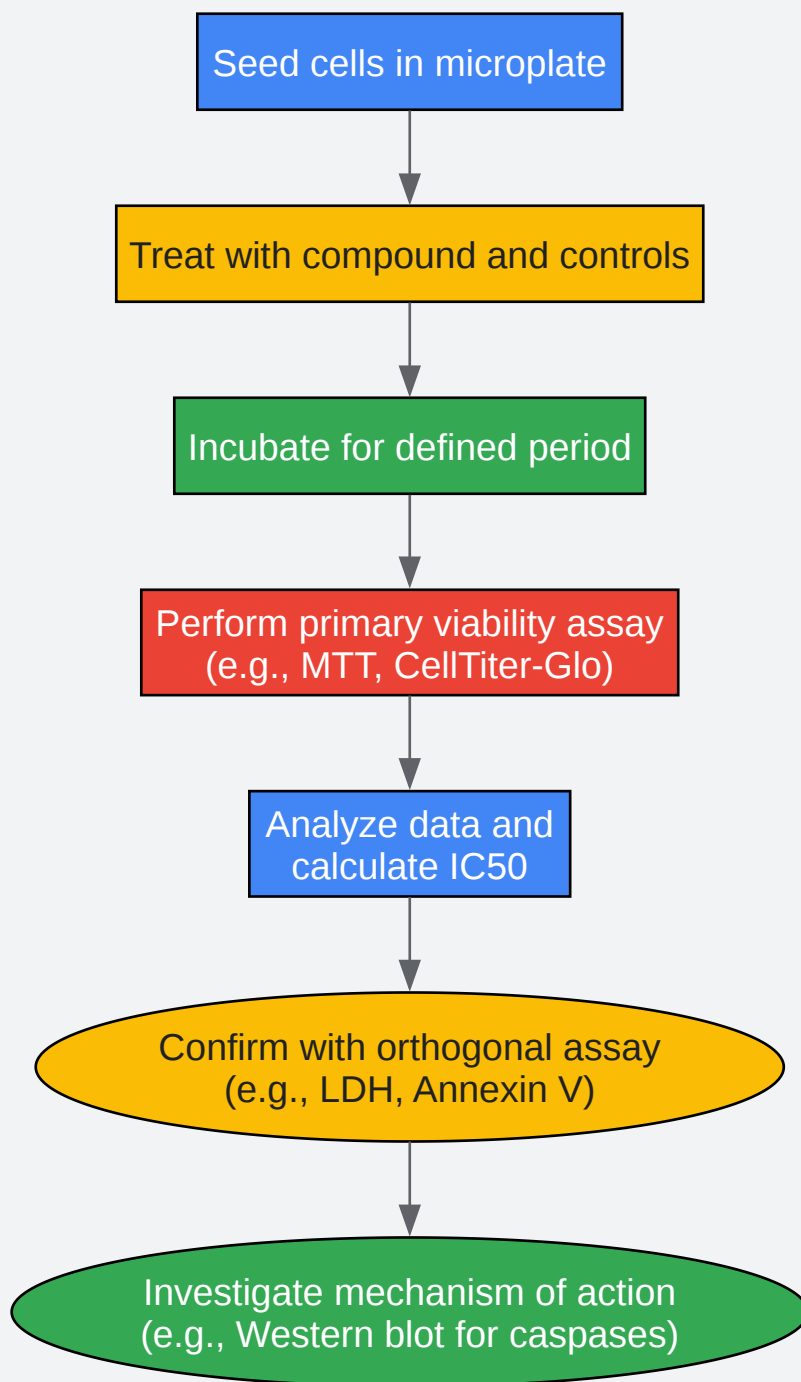 Seed cells in microplate
Treat with compound and controls
Incubate for defined period
Perform primary viability assay
(e.g., MTT, CellTiter-Glo)
Analyze data and
calculate IC50
Confirm with orthogonal assay
(e.g., LDH, Annexin V)
Investigate mechanism of action
(e.g., Western blot for caspases)